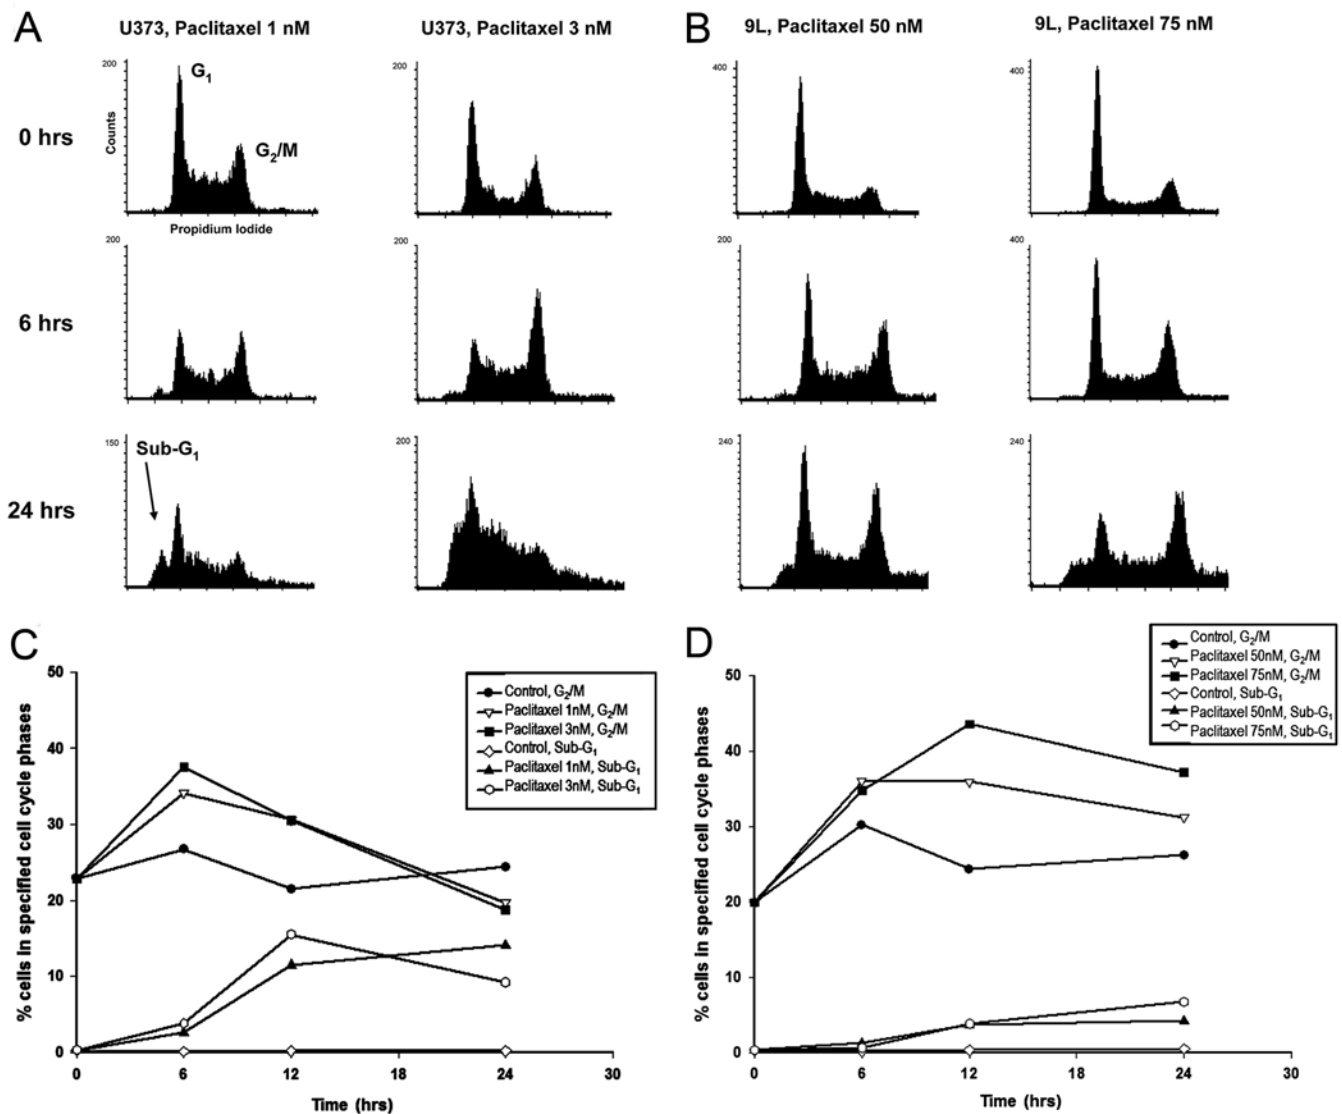 A
U373, Paclitaxel 1 nM
U373, Paclitaxel 3 nM
B
9L, Paclitaxel 50 nM
9L, Paclitaxel 75 nM
0 hrs
200
Counts
G₁
G₂/M
Propidium Iodide
200
400
400
6 hrs
200
200
200
400
24 hrs
150
Sub-G₁
200
240
240
C
% cells in specified cell cycle phases
50
40
30
20
10
0
0 6 12 18 24 30
Time (hrs)
Control, G₂/M
Paclitaxel 1nM, G₂/M
Paclitaxel 3nM, G₂/M
Control, Sub-G₁
Paclitaxel 1nM, Sub-G₁
Paclitaxel 3nM, Sub-G₁
D
% cells in specified cell cycle phases
50
40
30
20
10
0
0 6 12 18 24 30
Time (hrs)
Control, G₂/M
Paclitaxel 50nM, G₂/M
Paclitaxel 75nM, G₂/M
Control, Sub-G₁
Paclitaxel 50nM, Sub-G₁
Paclitaxel 75nM, Sub-G₁